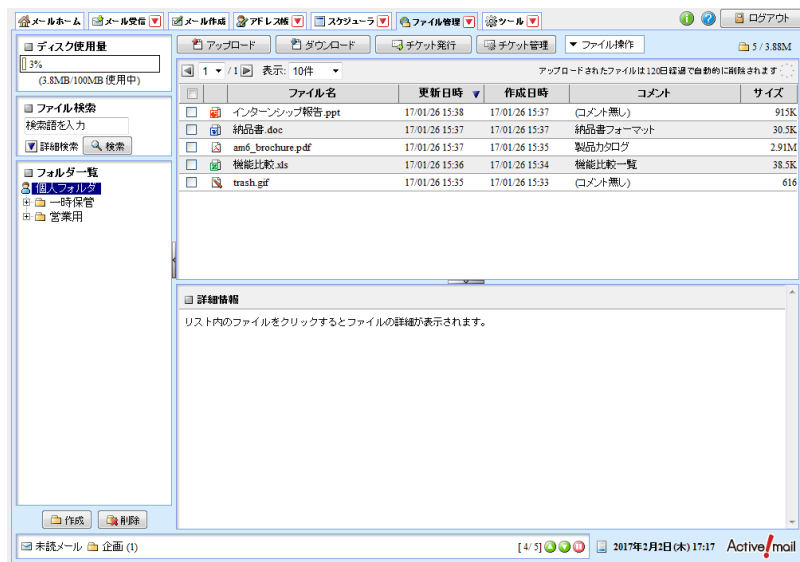 メールホーム メール受信 メール作成 アドレス帳 スケジューラ ファイル管理 ツール ログアウト
ディスク使用量
3%
(3.8MB/100MB 使用中)
ファイル検索
検索語を入力
詳細検索 検索
フォルダ一覧
個人フォルダ
一時保管
営業用
作成 削除
アップロード ダウンロード チケット発行 チケット管理 ▼ ファイル操作 5 / 3.88M
1 / 1 表示: 10件 アップロードされたファイルは120日経過で自動的に削除されます
ファイル名 更新日時 ▼ 作成日時 コメント サイズ
インターンシップ報告.ppt 17/01/26 15:38 17/01/26 15:37 (コメント無し) 915K
納品書.doc 17/01/26 15:37 17/01/26 15:37 納品書フォーマット 30.5K
am6_brochure.pdf 17/01/26 15:37 17/01/26 15:35 製品カタログ 2.91M
機能比較.xls 17/01/26 15:36 17/01/26 15:34 機能比較一覧 38.5K
trash.gif 17/01/26 15:35 17/01/26 15:33 (コメント無し) 616
詳細情報
リスト内のファイルをクリックするとファイルの詳細が表示されます。
未読メール 企画 (1) [ 4/ 5] 2017年2月2日(木) 17:17 Active!mail